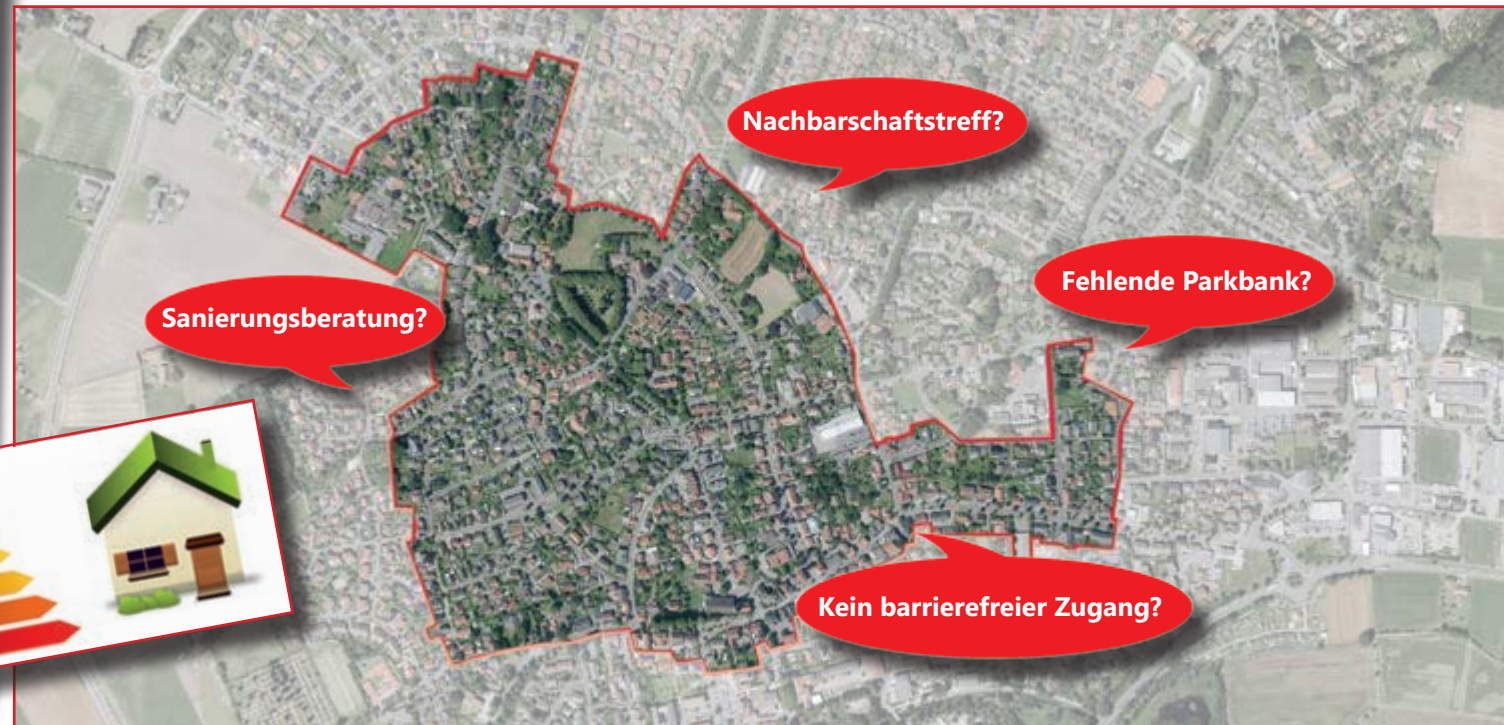 Nachbarschaftstreff?
Fehlende Parkbank?
Sanierungsberatung?
Kein barrierefreier Zugang?